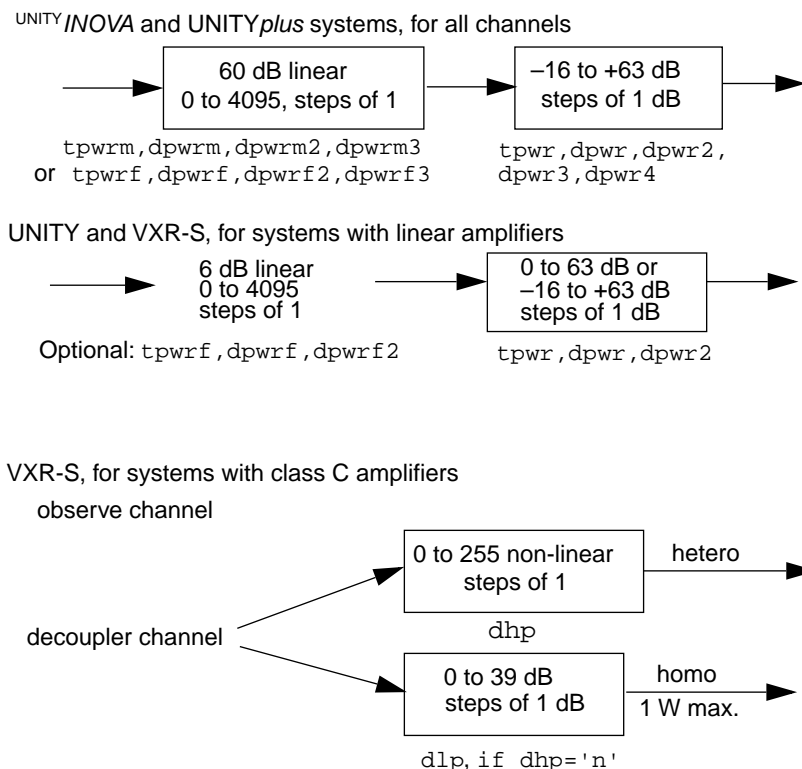 UNITY INOVA and UNITYplus systems, for all channels
60 dB linear
0 to 4095, steps of 1
–16 to +63 dB
steps of 1 dB
tpwrm,dpwrm,dpwrm2,dpwrm3
or tpwrf,dpwrf,dpwrf2,dpwrf3
tpwr,dpwr,dpwr2,
dpwr3,dpwr4
UNITY and VXR-S, for systems with linear amplifiers
6 dB linear
0 to 4095
steps of 1
0 to 63 dB or
–16 to +63 dB
steps of 1 dB
Optional: tpwrf,dpwrf,dpwrf2
tpwr,dpwr,dpwr2
VXR-S, for systems with class C amplifiers
observe channel
0 to 255 non-linear
steps of 1
hetero
dhp
decoupler channel
0 to 39 dB
steps of 1 dB
homo
1 W max.
dlp, if dhp='n'